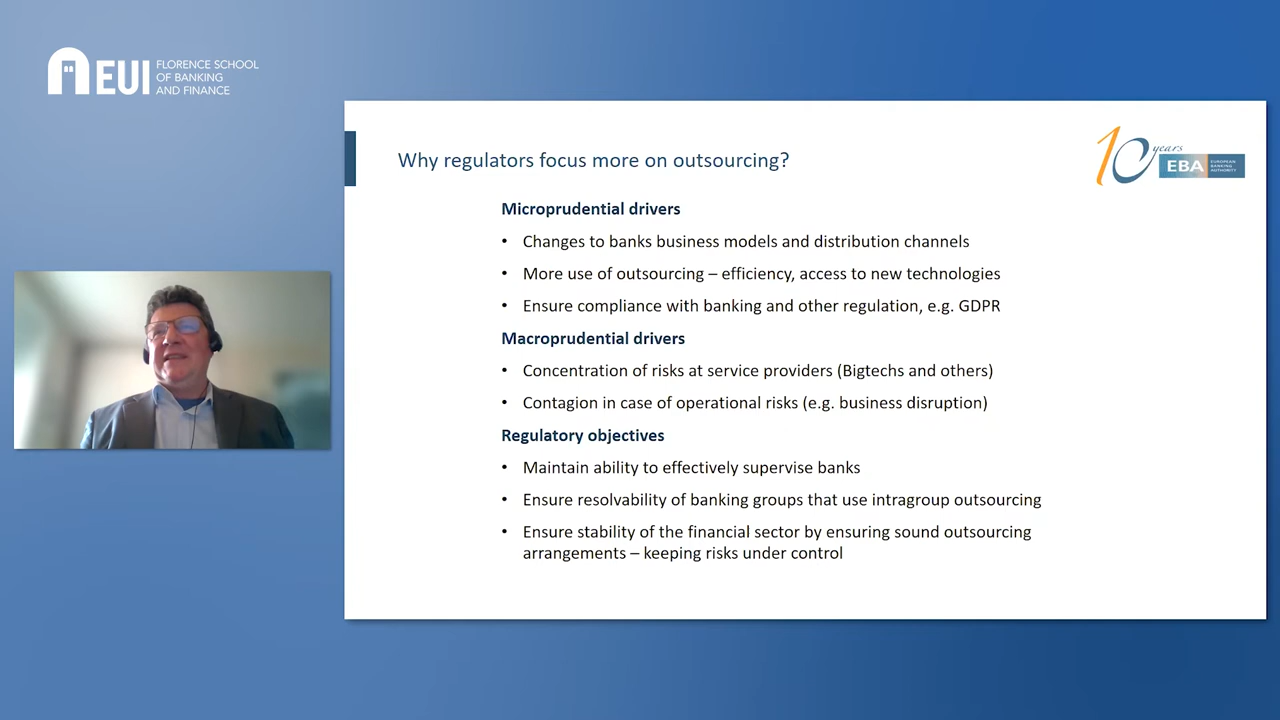 EUI
FLORENCE SCHOOL
OF BANKING
AND FINANCE
Why regulators focus more on outsourcing?
10 years
EBA
EUROPEAN
BANKING
AUTHORITY
Microprudential drivers
• Changes to banks business models and distribution channels
• More use of outsourcing – efficiency, access to new technologies
• Ensure compliance with banking and other regulation, e.g. GDPR
Macroprudential drivers
• Concentration of risks at service providers (Bigtechs and others)
• Contagion in case of operational risks (e.g. business disruption)
Regulatory objectives
• Maintain ability to effectively supervise banks
• Ensure resolvability of banking groups that use intragroup outsourcing
• Ensure stability of the financial sector by ensuring sound outsourcing
arrangements – keeping risks under control